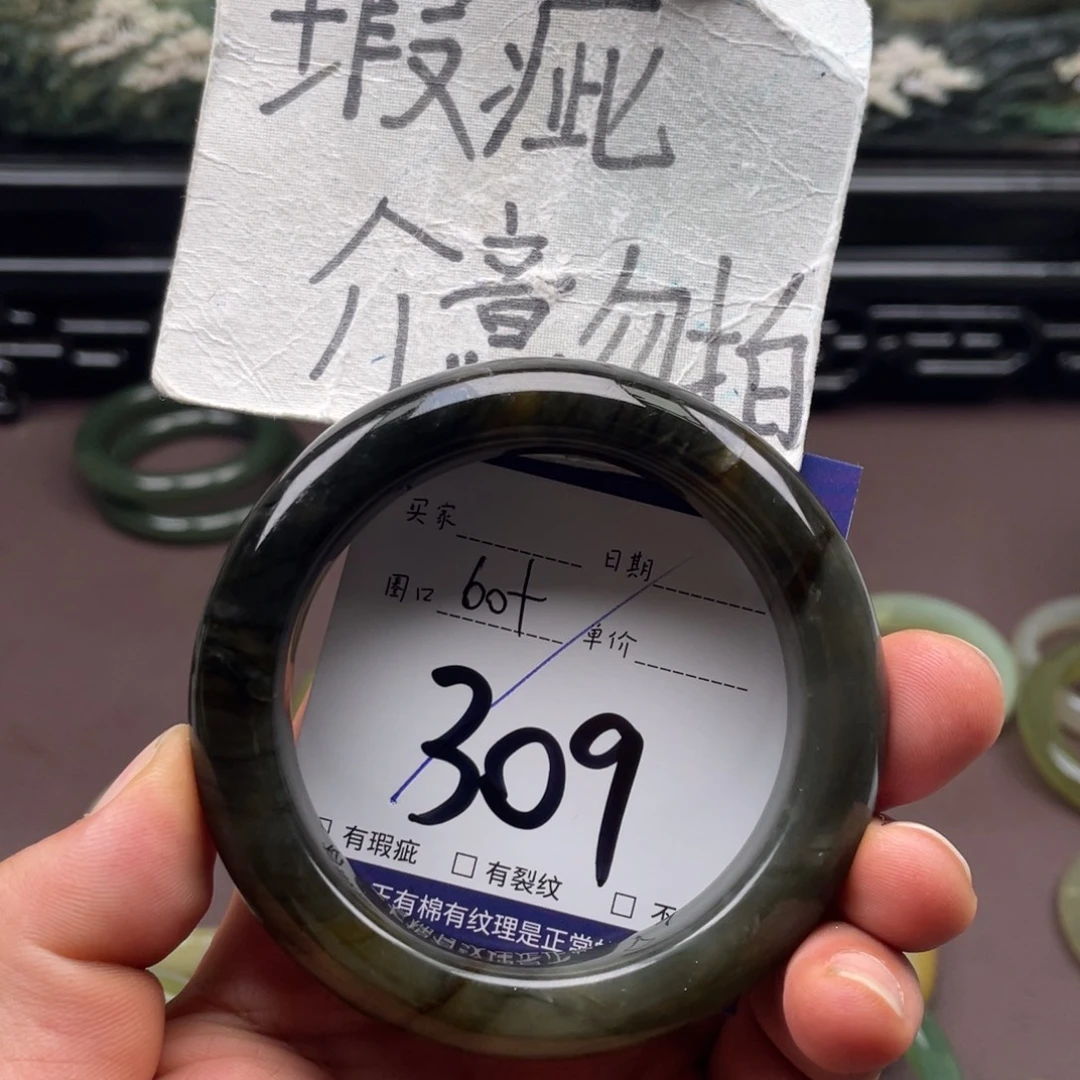 瑕疵
介意勿拍
买家
日期
圈口 60+
单价
309
有瑕疵
有裂纹
有棉有纹理是正常